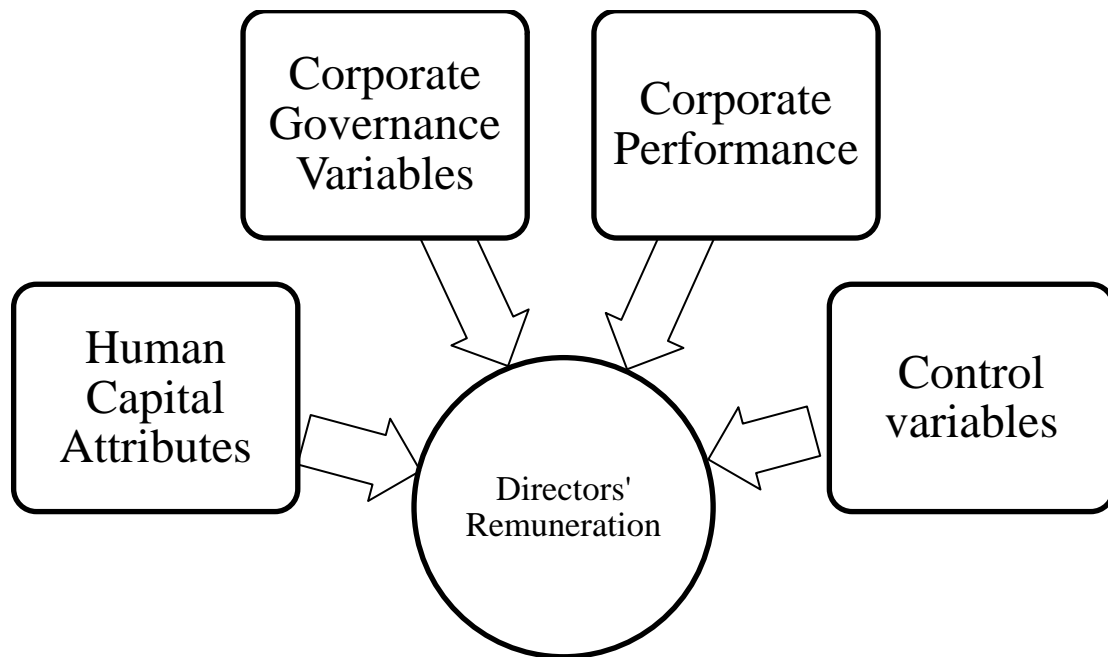 Corporate
Governance
Variables
Corporate
Performance
Human
Capital
Attributes
Control
variables
Directors'
Remuneration